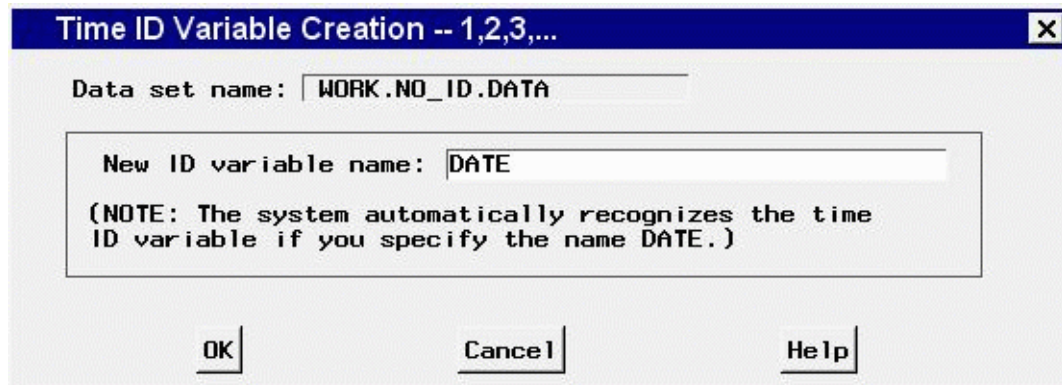 Time ID Variable Creation -- 1,2,3,...
Data set name: WORK.NO_ID.DATA
New ID variable name: DATE
(NOTE: The system automatically recognizes the time
ID variable if you specify the name DATE.)
OK Cancel Help